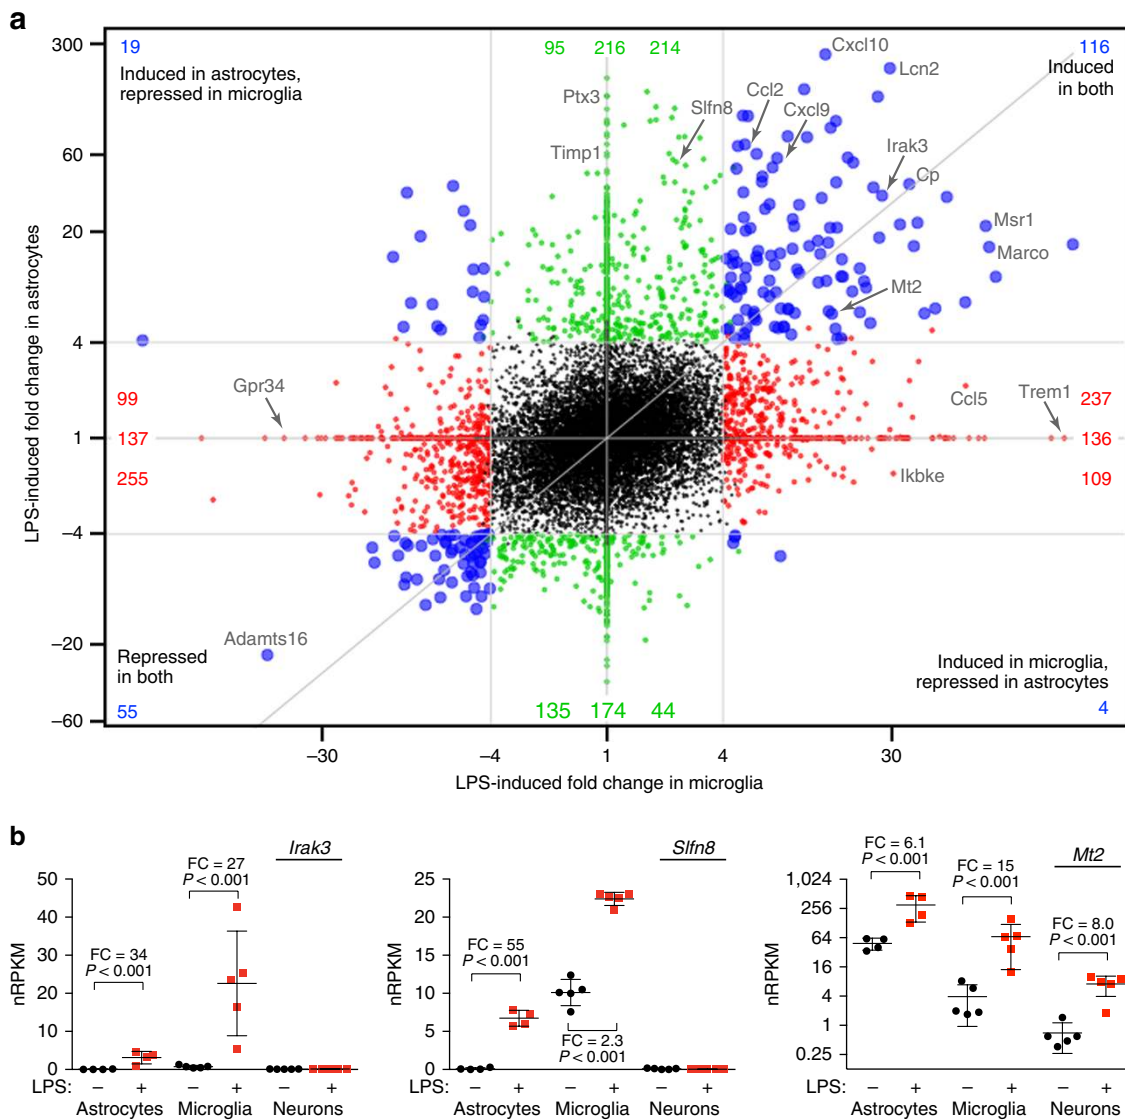 a
300
60
20
4
1
−4
−20
−60
LPS-induced fold change in astrocytes
19
Induced in astrocytes,
repressed in microglia
95 216 214
116
Induced
in both
Cxcl10
Lcn2
Ptx3
Slfn8
Ccl2
Cxcl9
Timp1
Irak3
Cp
Msr1
Marco
Mt2
Gpr34
99
137
255
Ccl5
Trem1
237
136
109
Ikbke
Adamts16
Repressed
in both
55
135 174 44
Induced in microglia,
repressed in astrocytes
4
−30
−4
1
4
30
LPS-induced fold change in microglia
b
Irak3
nRPKM
50
40
30
20
10
0
FC = 34
P < 0.001
FC = 27
P < 0.001
LPS: − + − + − +
Astrocytes Microglia Neurons
Slfn8
nRPKM
25
20
15
10
5
0
FC = 55
P < 0.001
FC = 2.3
P < 0.001
LPS: − + − + − +
Astrocytes Microglia Neurons
Mt2
nRPKM
1,024
256
64
16
4
1
0.25
FC = 6.1
P < 0.001
FC = 15
P < 0.001
FC = 8.0
P < 0.001
LPS: − + − + − +
Astrocytes Microglia Neurons